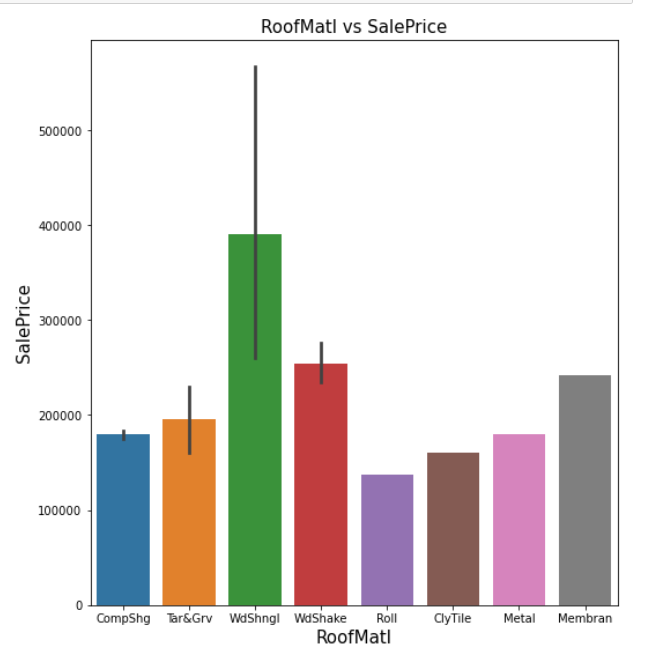 RoofMatl vs SalePrice
500000
400000
300000
200000
100000
0
SalePrice
CompShg Tar&Grv WdShngl WdShake Roll ClyTile Metal Membran
RoofMatl